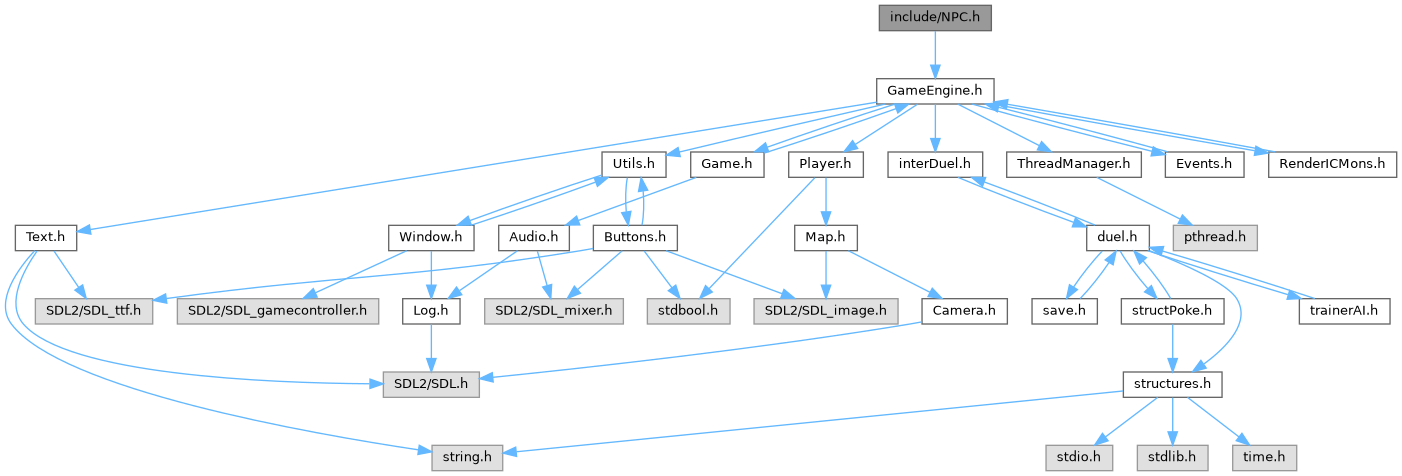 include/NPC.h
GameEngine.h
Utils.h
Game.h
Player.h
interDuel.h
ThreadManager.h
Events.h
RenderICMons.h
Text.h
Window.h
Audio.h
Buttons.h
Map.h
duel.h
pthread.h
SDL2/SDL_ttf.h
SDL2/SDL_gamecontroller.h
Log.h
SDL2/SDL_mixer.h
stdbool.h
SDL2/SDL_image.h
Camera.h
save.h
structPoke.h
trainerAI.h
SDL2/SDL.h
structures.h
string.h
stdio.h
stdlib.h
time.h